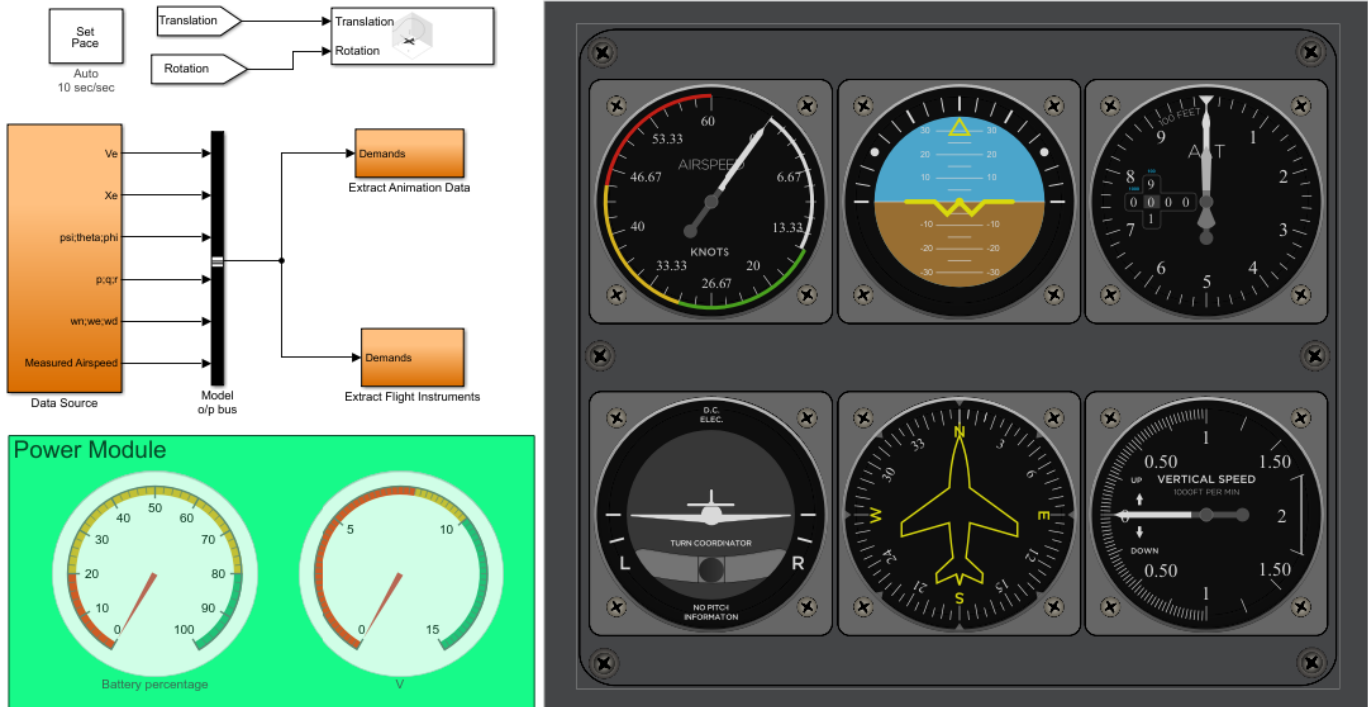 Set
Pace
Auto
10 sec/sec
Translation
Rotation
Translation
Rotation
Ve
Xe
psi;theta;phi
p;q;r
wn;we;wd
Measured Airspeed
Data Source
Model
o/p bus
Demands
Extract Animation Data
Demands
Extract Flight Instruments
Power Module
0
10
20
30
40
50
60
70
80
90
100
Battery percentage
0
5
10
15
V
60
53.33
46.67
40
33.33
26.67
20
13.33
6.67
AIRSPEED
KNOTS
30 30
20 20
10 10
-10 -10
-20 -20
-30 -30
100 FEET
9
1
8
2
7
3
6
4
5
9
0 0 0 0
1
D.C.
ELEC.
TURN COORDINATOR
L R
NO PITCH
INFORMATON
N
33 3
30 6
W E
24 12
21 15
S
1
0.50 1.50
UP
VERTICAL SPEED
1000FT PER MIN
2
DOWN
0.50 1.50
1